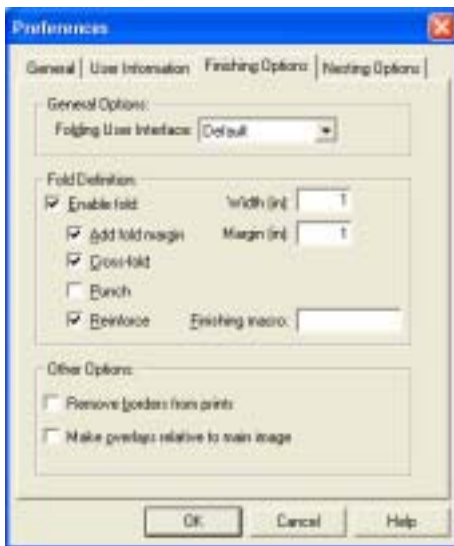 Preferences
General User Information Finishing Options Nesting Options
General Options:
Folding User Interface: Default
Fold Definition
Enable fold Width (in): 1
Add fold margin Margin (in): 1
Cross-fold
Punch
Reinforce Finishing macro:
Other Options
Remove borders from prints
Make overlays relative to main image
OK Cancel Help